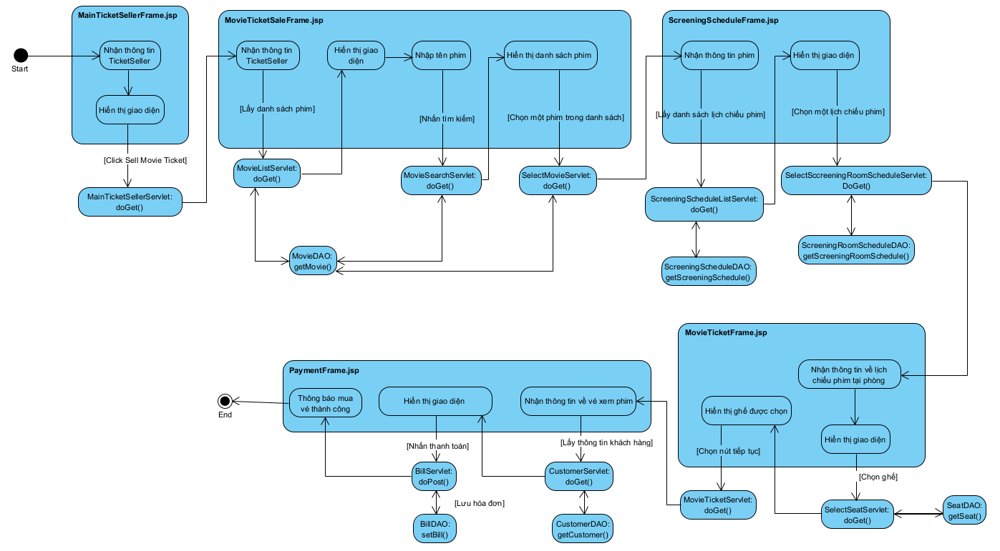 MainTicketSellerFrame.jsp
Nhận thông tin
TicketSeller
Hiển thị giao diện
[Click Sell Movie Ticket]
MainTicketSellerServlet:
doGet()
Start
MovieTicketSaleFrame.jsp
Nhận thông tin
TicketSeller
Hiển thị giao
diện
Nhập tên phim
Hiển thị danh sách phim
[Lấy danh sách phim]
[Nhấn tìm kiếm]
[Chọn một phim trong danh sách]
MovieListServlet:
doGet()
MovieSearchServlet:
doGet()
SelectMovieServlet:
doGet()
MovieDAO:
getMovie()
ScreeningScheduleFrame.jsp
Nhận thông tin phim
Hiển thị giao diện
[Lấy danh sách lịch chiếu phim]
[Chọn một lịch chiếu phim]
ScreeningScheduleListServlet:
doGet()
SelectSccreeningRoomScheduleServlet:
DoGet()
ScreeningScheduleDAO:
getScreeningSchedule()
ScreeningRoomScheduleDAO:
getScreeningRoomSchedule()
MovieTicketFrame.jsp
Nhận thông tin về lịch
chiếu phim tại phòng
Hiển thị ghế được chọn
Hiển thị giao diện
[Chọn nút tiếp tục]
[Chọn ghế]
MovieTicketServlet:
doGet()
SelectSeatServlet:
doGet()
SeatDAO:
getSeat()
PaymentFrame.jsp
Thông báo mua
vé thành công
Hiển thị giao diện
Nhận thông tin về vé xem phim
[Nhấn thanh toán]
[Lấy thông tin khách hàng]
BillServlet:
doPost()
CustomerServlet:
doGet()
[Lưu hóa đơn]
BillDAO:
setBill()
CustomerDAO:
getCustomer()
End